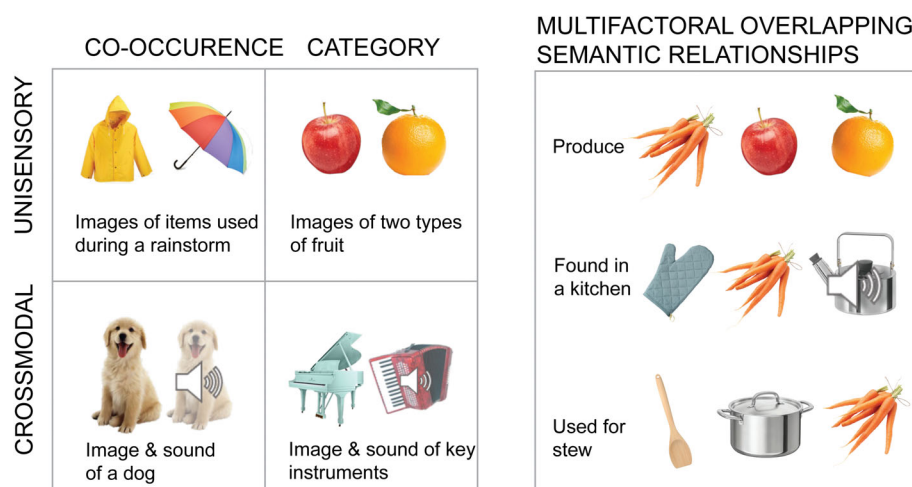 CO-OCCURENCE
CATEGORY
UNISENSORY
Images of items used
during a rainstorm
Images of two types
of fruit
CROSSMODAL
Image & sound
of a dog
Image & sound of key
instruments
MULTIFACTORAL OVERLAPPING
SEMANTIC RELATIONSHIPS
Produce
Found in
a kitchen
Used for
stew